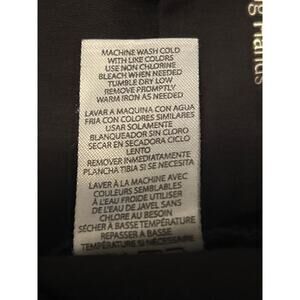 MACHINE WASH COLD
WITH LIKE COLORS
USE NON CHLORINE
BLEACH WHEN NEEDED
TUMBLE DRY LOW
REMOVE PROMPTLY
WARM IRON AS NEEDED
LAVAR A MAQUINA CON AGUA
FRIA CON COLORES SIMILARES
USAR SOLAMENTE
BLANQUEADOR SIN CLORO
SECAR EN SECADORA CICLO
LENTO
REMOVER INMEDIATAMENTE
PLANCHA TIBIA SI SE NECESITA
LAVER À LA MACHINE AVEC
COULEURS SEMBLABLES
À L'EAU FROIDE UTILISER
DE L'EAU DE JAVEL SANS
CHLORE AU BESOIN
SÉCHER À BASSE TEMPÉRATURE
REPASSER À BASSE
TEMPÉRATURE SI NÉCESSAIRE
g Hands